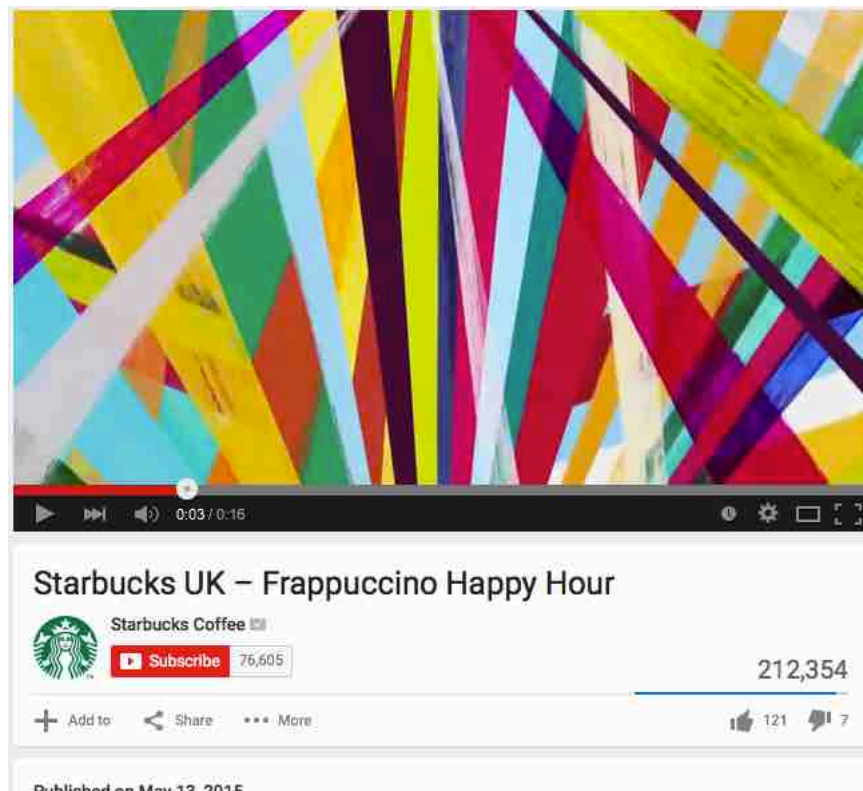 0:03 / 0:16
Starbucks UK – Frappuccino Happy Hour
Starbucks Coffee
Subscribe 76,605
212,354
Add to Share More 121 7
Published on May 13, 2015